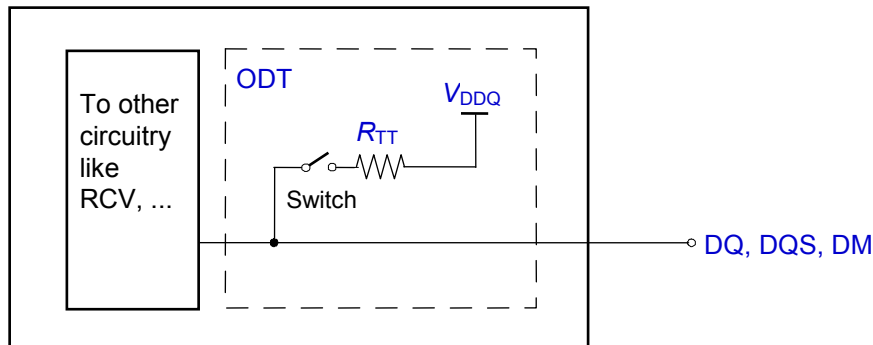 To other
circuitry
like
RCV, ...
ODT
VDDQ
RTT
Switch
DQ, DQS, DM